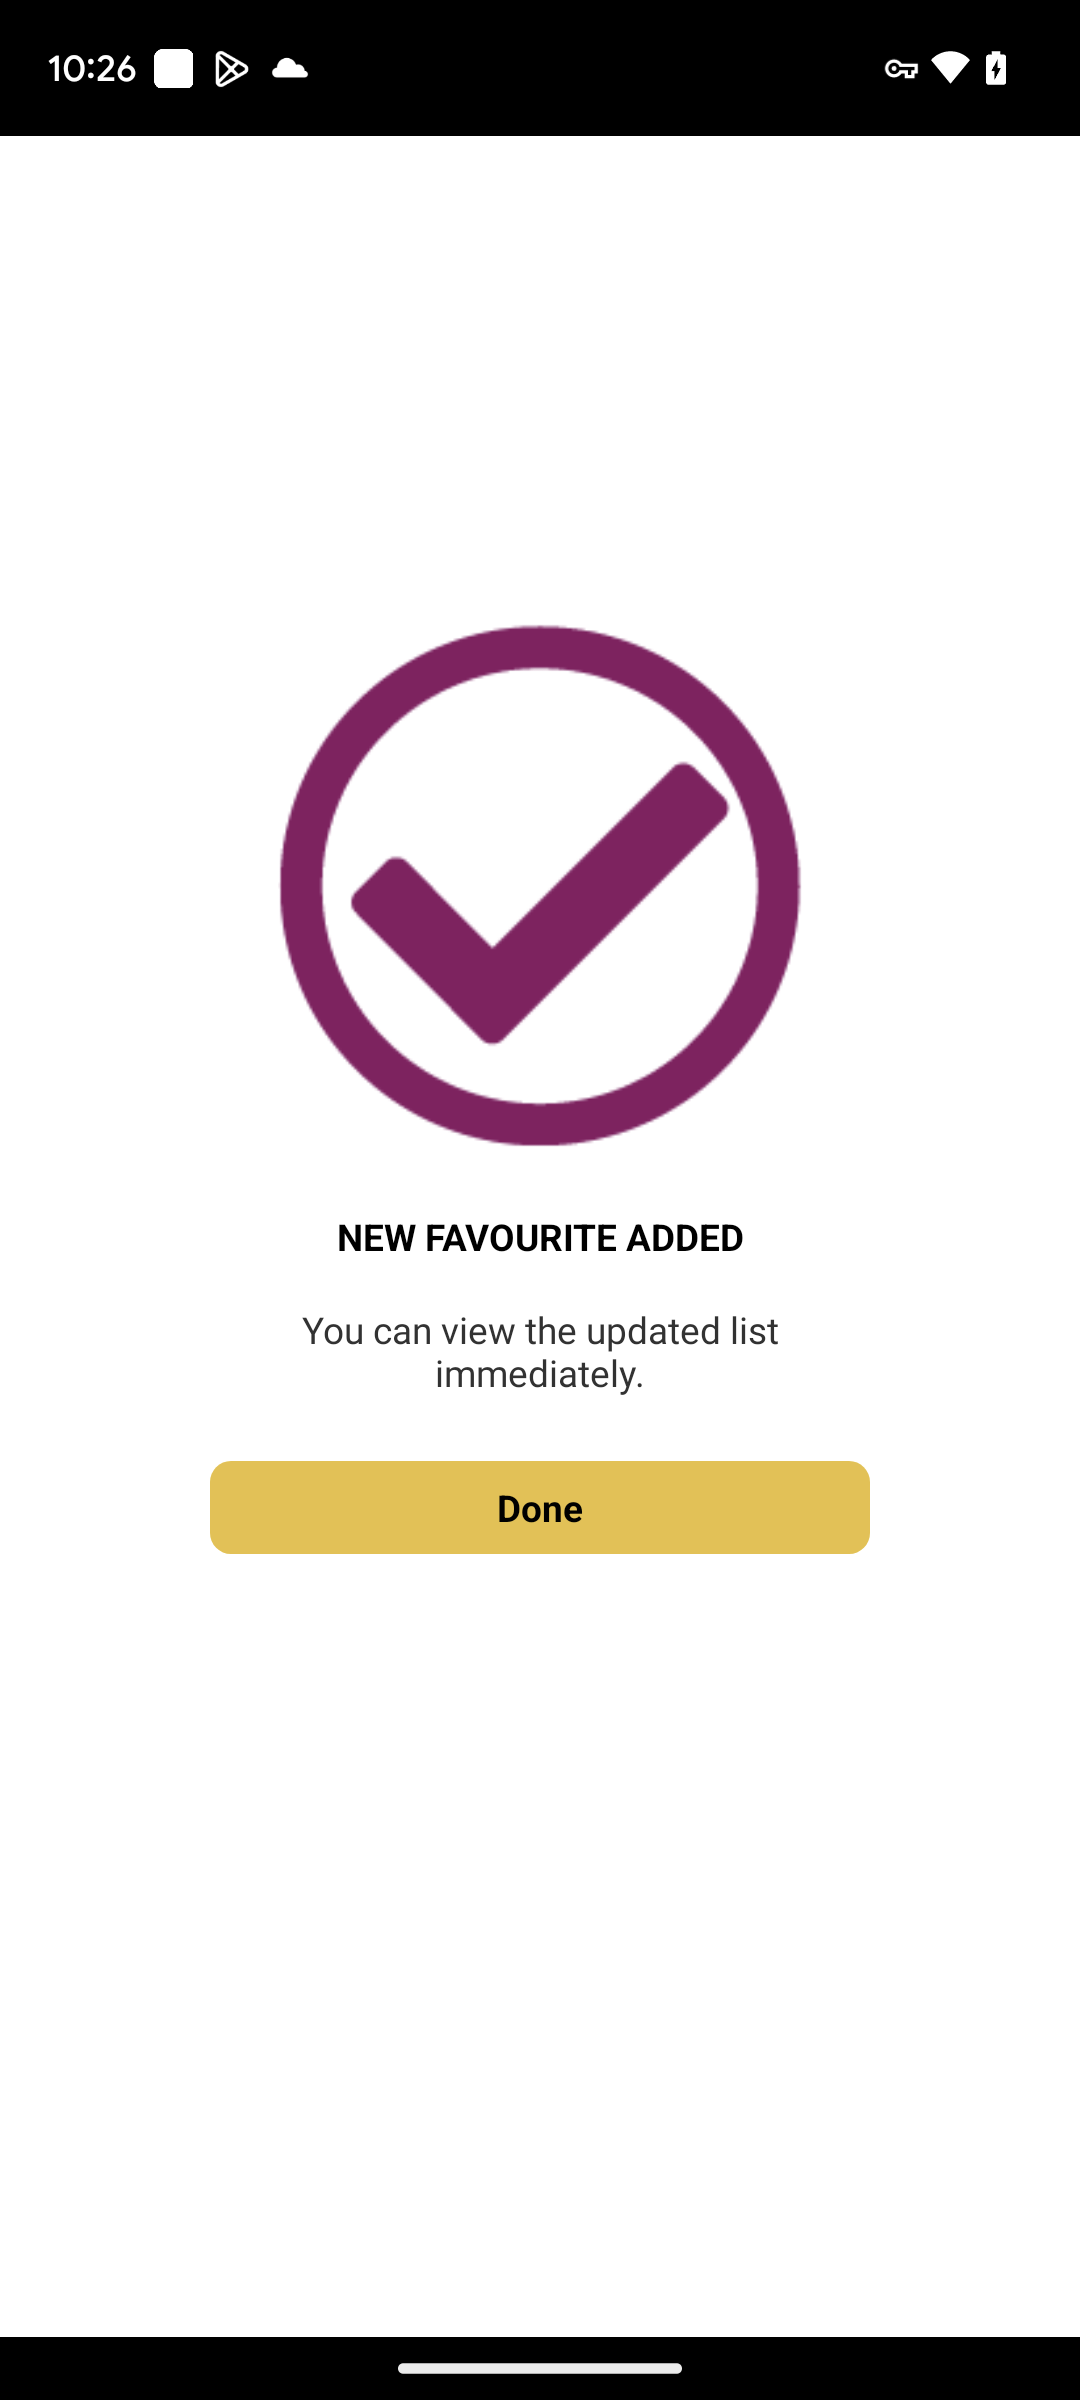 10:26
NEW FAVOURITE ADDED
You can view the updated list
immediately.
Done